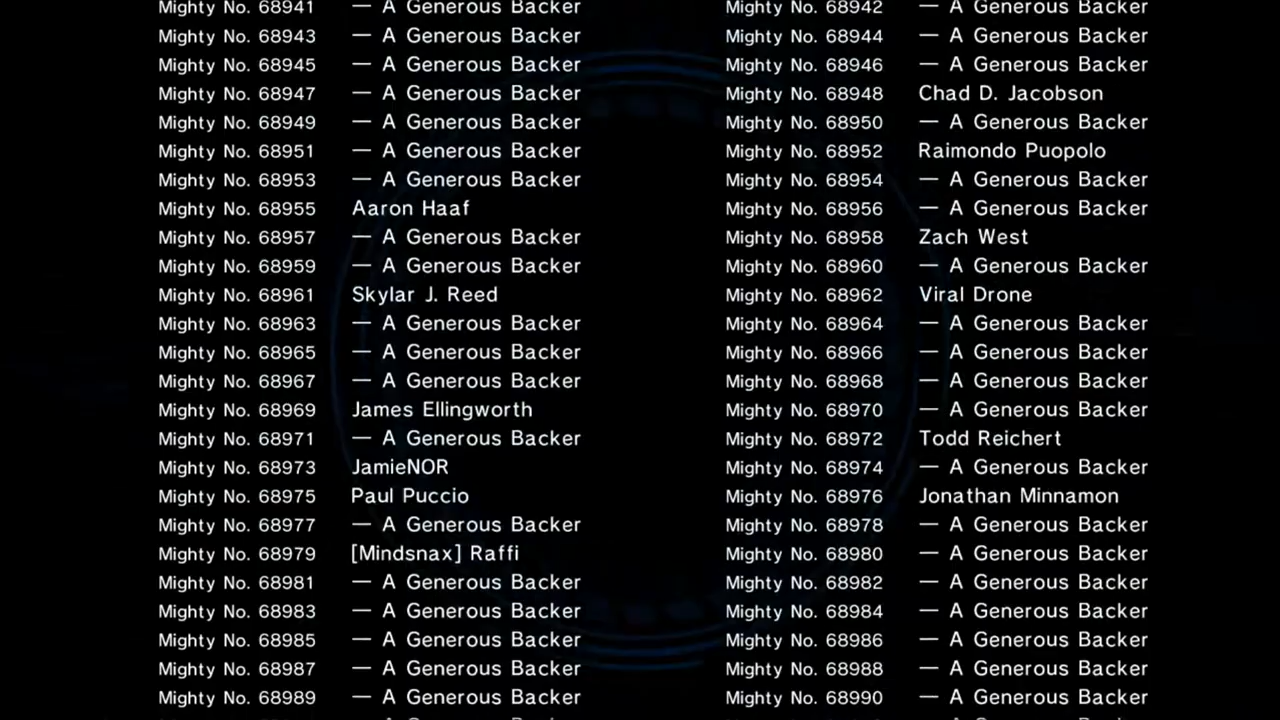 Mighty No. 68941 — A Generous Backer Mighty No. 68942 — A Generous Backer
Mighty No. 68943 — A Generous Backer Mighty No. 68944 — A Generous Backer
Mighty No. 68945 — A Generous Backer Mighty No. 68946 — A Generous Backer
Mighty No. 68947 — A Generous Backer Mighty No. 68948 Chad D. Jacobson
Mighty No. 68949 — A Generous Backer Mighty No. 68950 — A Generous Backer
Mighty No. 68951 — A Generous Backer Mighty No. 68952 Raimondo Puopolo
Mighty No. 68953 — A Generous Backer Mighty No. 68954 — A Generous Backer
Mighty No. 68955 Aaron Haaf Mighty No. 68956 — A Generous Backer
Mighty No. 68957 — A Generous Backer Mighty No. 68958 Zach West
Mighty No. 68959 — A Generous Backer Mighty No. 68960 — A Generous Backer
Mighty No. 68961 Skylar J. Reed Mighty No. 68962 Viral Drone
Mighty No. 68963 — A Generous Backer Mighty No. 68964 — A Generous Backer
Mighty No. 68965 — A Generous Backer Mighty No. 68966 — A Generous Backer
Mighty No. 68967 — A Generous Backer Mighty No. 68968 — A Generous Backer
Mighty No. 68969 James Ellingworth Mighty No. 68970 — A Generous Backer
Mighty No. 68971 — A Generous Backer Mighty No. 68972 Todd Reichert
Mighty No. 68973 JamieNOR Mighty No. 68974 — A Generous Backer
Mighty No. 68975 Paul Puccio Mighty No. 68976 Jonathan Minnamon
Mighty No. 68977 — A Generous Backer Mighty No. 68978 — A Generous Backer
Mighty No. 68979 [Mindsnax] Raffi Mighty No. 68980 — A Generous Backer
Mighty No. 68981 — A Generous Backer Mighty No. 68982 — A Generous Backer
Mighty No. 68983 — A Generous Backer Mighty No. 68984 — A Generous Backer
Mighty No. 68985 — A Generous Backer Mighty No. 68986 — A Generous Backer
Mighty No. 68987 — A Generous Backer Mighty No. 68988 — A Generous Backer
Mighty No. 68989 — A Generous Backer Mighty No. 68990 — A Generous Backer